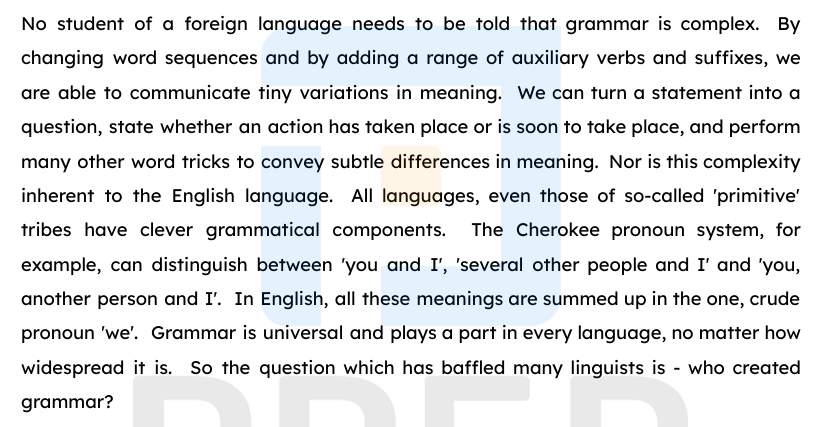 No student of a foreign language needs to be told that grammar is complex. By
changing word sequences and by adding a range of auxiliary verbs and suffixes, we
are able to communicate tiny variations in meaning. We can turn a statement into a
question, state whether an action has taken place or is soon to take place, and perform
many other word tricks to convey subtle differences in meaning. Nor is this complexity
inherent to the English language. All languages, even those of so-called 'primitive'
tribes have clever grammatical components. The Cherokee pronoun system, for
example, can distinguish between 'you and I', 'several other people and I' and 'you,
another person and I'. In English, all these meanings are summed up in the one, crude
pronoun 'we'. Grammar is universal and plays a part in every language, no matter how
widespread it is. So the question which has baffled many linguists is - who created
grammar?